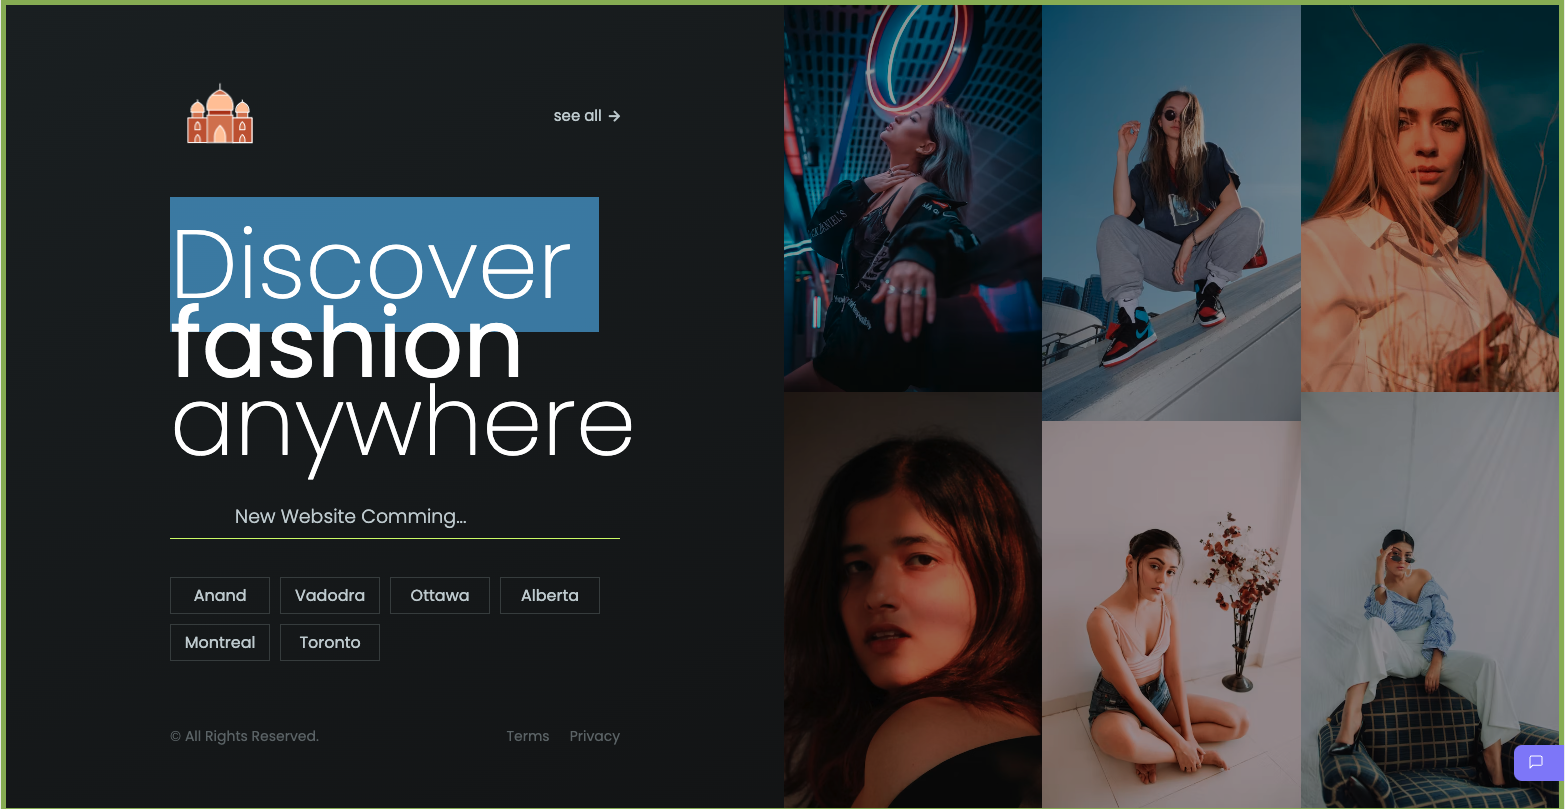 see all →
Discover
fashion
anywhere
New Website Comming...
Anand Vadodra Ottawa Alberta
Montreal Toronto
© All Rights Reserved. Terms Privacy